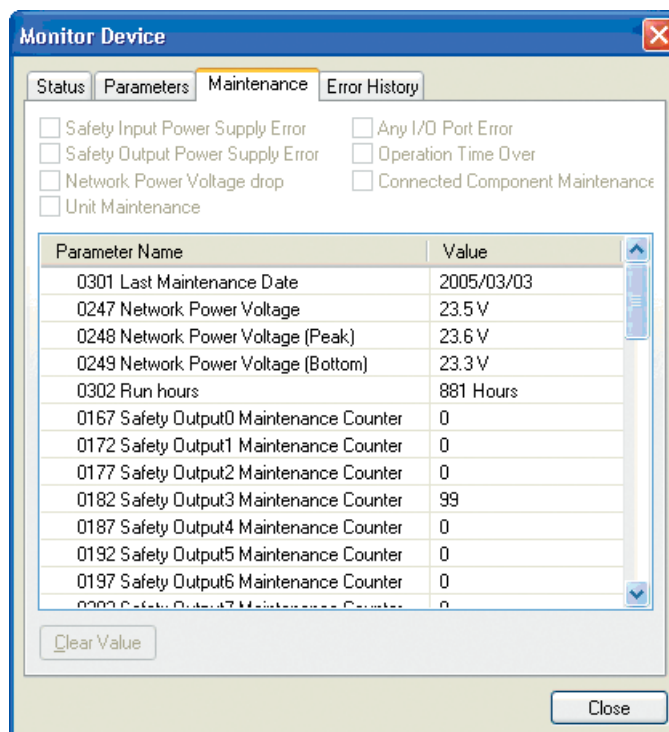 Monitor Device
Status Parameters Maintenance Error History
Safety Input Power Supply Error Any I/O Port Error
Safety Output Power Supply Error Operation Time Over
Network Power Voltage drop Connected Component Maintenance
Unit Maintenance
Parameter Name Value
0301 Last Maintenance Date 2005/03/03
0247 Network Power Voltage 23.5 V
0248 Network Power Voltage (Peak) 23.6 V
0249 Network Power Voltage (Bottom) 23.3 V
0302 Run hours 881 Hours
0167 Safety Output0 Maintenance Counter 0
0172 Safety Output1 Maintenance Counter 0
0177 Safety Output2 Maintenance Counter 0
0182 Safety Output3 Maintenance Counter 99
0187 Safety Output4 Maintenance Counter 0
0192 Safety Output5 Maintenance Counter 0
0197 Safety Output6 Maintenance Counter 0
Safety Output7 Maintenance Counter 0
Clear Value
Close